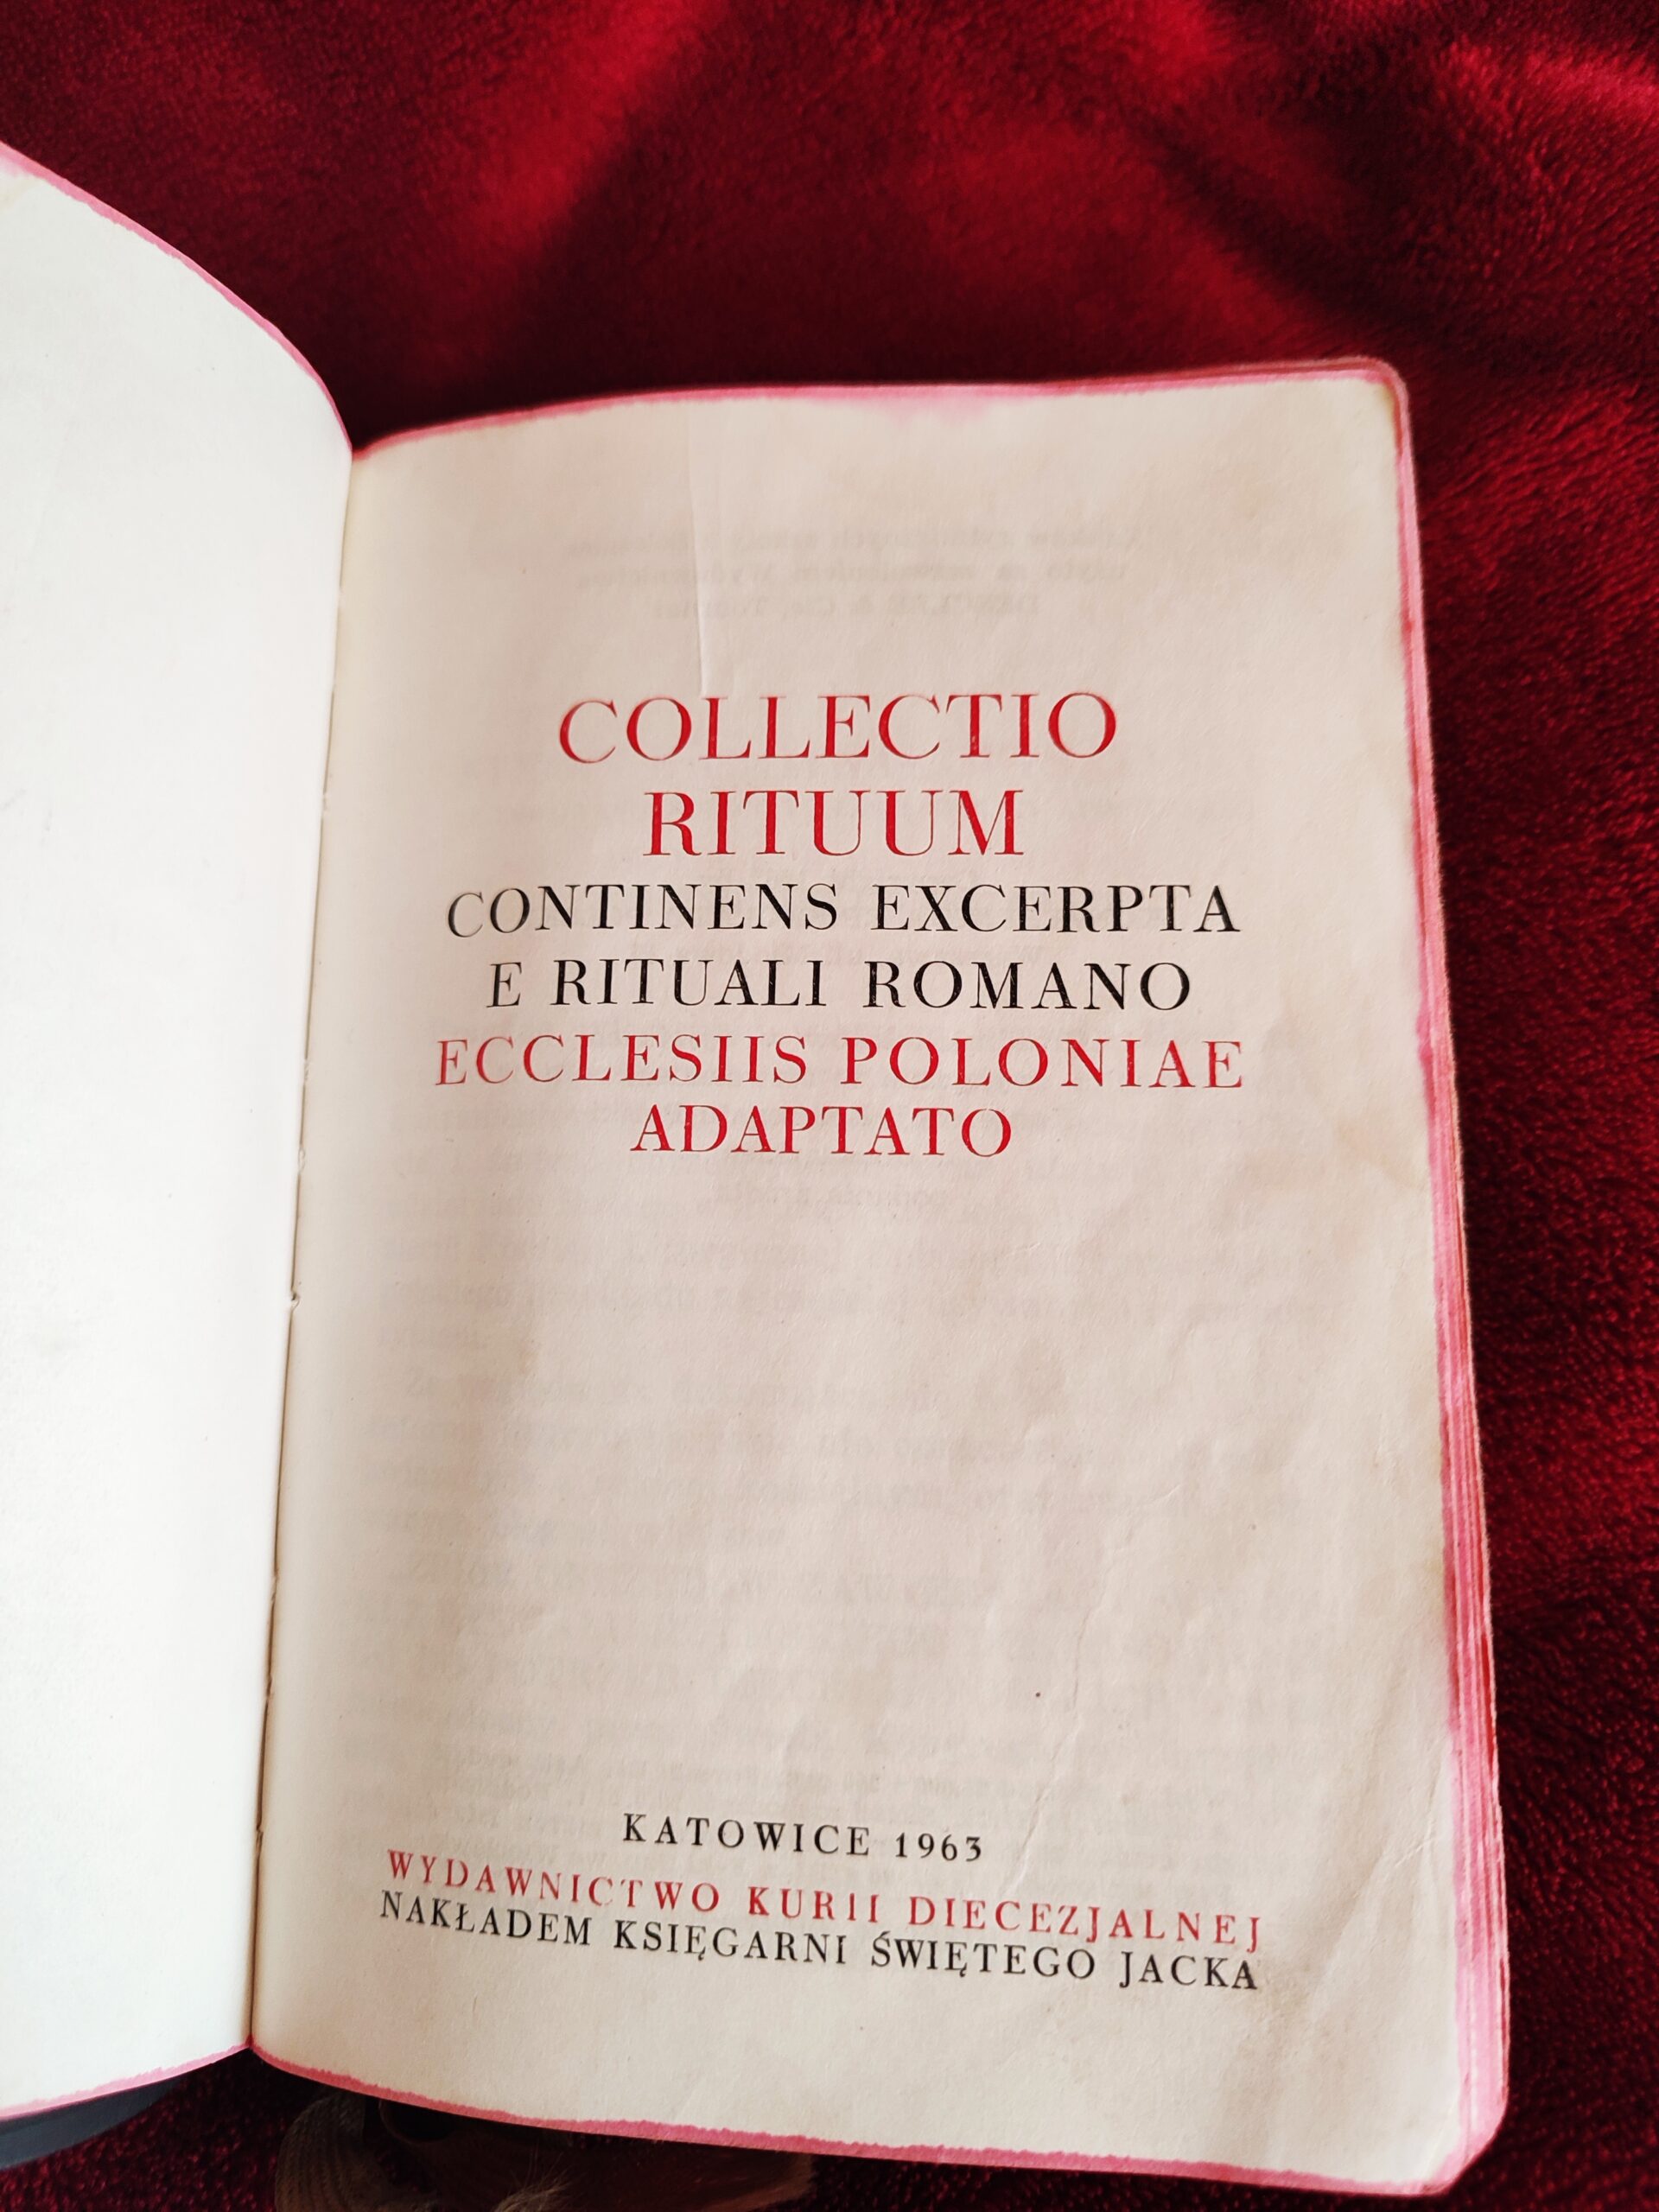 COLLECTIO
RITUUM
CONTINENS EXCERPTA
E RITUALI ROMANO
ECCLESIIS POLONIAE
ADAPTATO
KATOWICE 1963
WYDAWNICTWO KURII DIECEZJALNEJ
NAKŁADEM KSIĘGARNI ŚWIĘTEGO JACKA